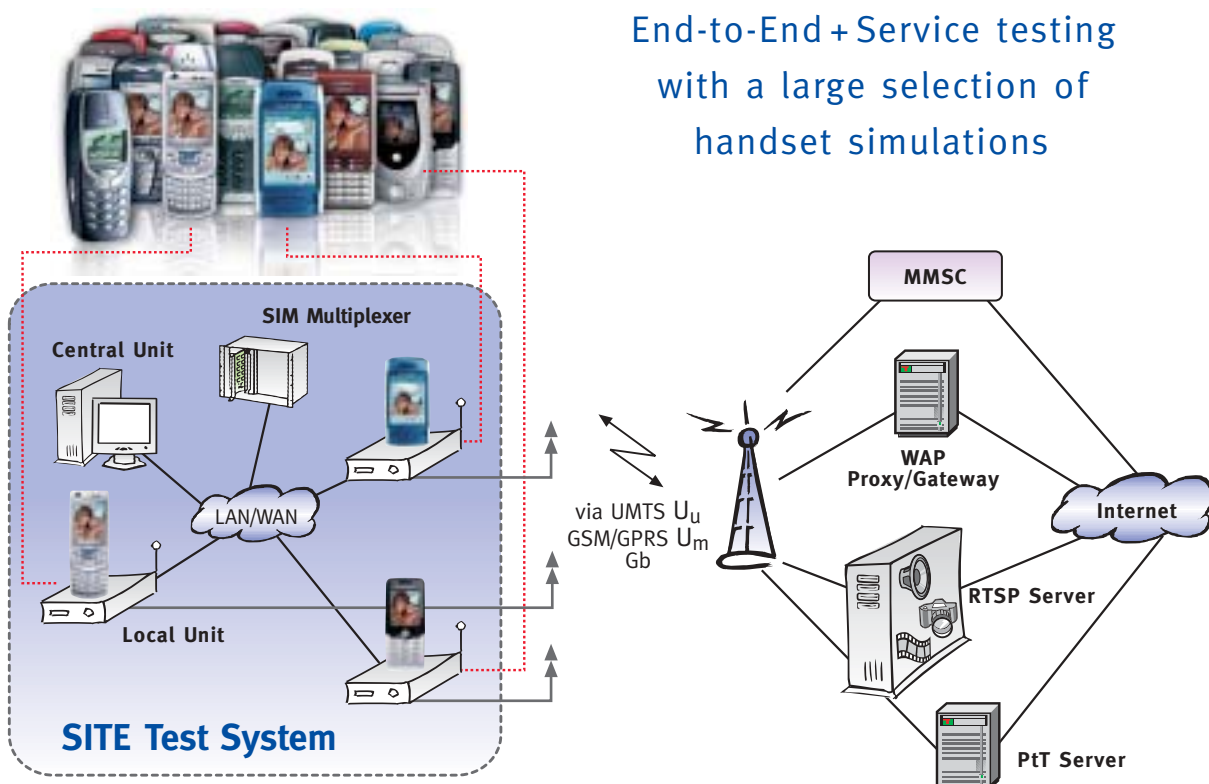 End-to-End + Service testing
with a large selection of
handset simulations
MMSC
SIM Multiplexer
Central Unit
WAP
Proxy/Gateway
LAN/WAN
Internet
via UMTS Uu
GSM/GPRS Um
Gb
RTSP Server
Local Unit
SITE Test System
PtT Server